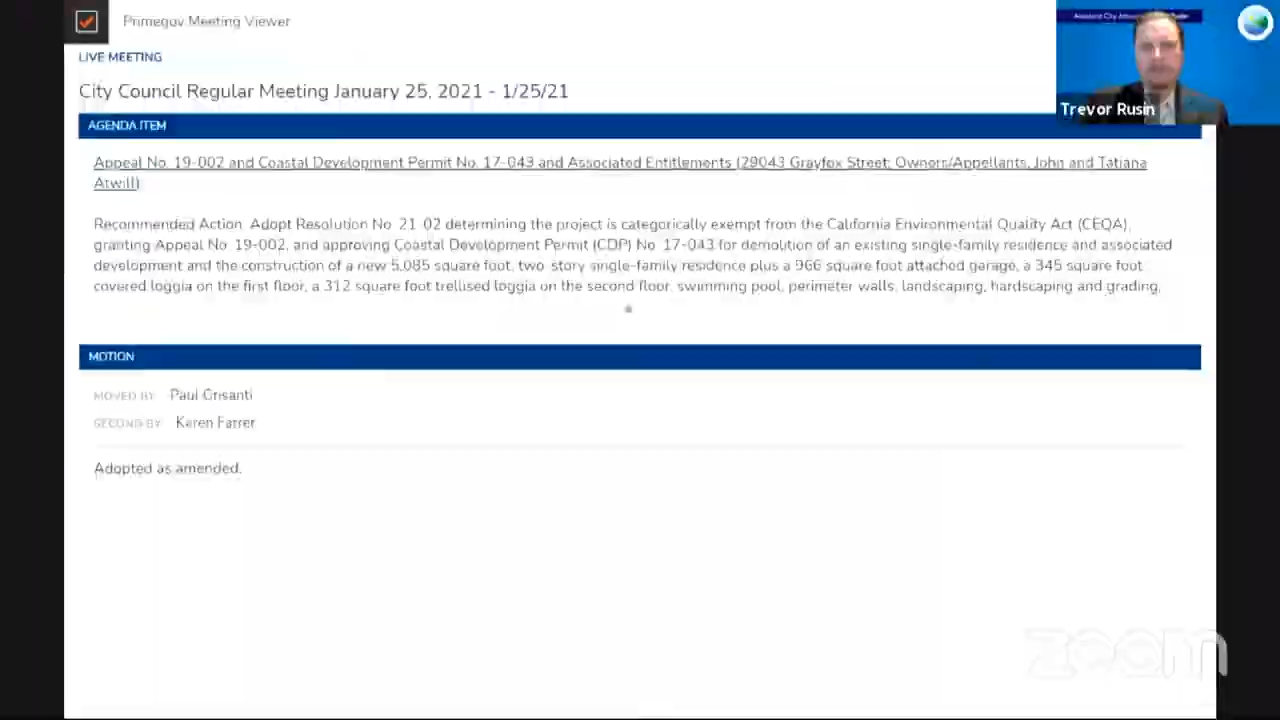 Primegov Meeting Viewer
LIVE MEETING
City Council Regular Meeting January 25, 2021 - 1/25/21
Assistant City
Trevor Rusin
AGENDA ITEM
Appeal No. 19-002 and Coastal Development Permit No. 17-043 and Associated Entitlements (29043 Grayfox Street; Owners/Appellants, John and Tatiana
Atwill)
Recommended Action: Adopt Resolution No. 21-02 determining the project is categorically exempt from the California Environmental Quality Act (CEQA),
granting Appeal No. 19-002, and approving Coastal Development Permit (CDP) No. 17-043 for demolition of an existing single-family residence and associated
development and the construction of a new 5,085 square foot, two-story single-family residence plus a 966 square foot attached garage, a 345 square foot
covered loggia on the first floor, a 312 square foot trellised loggia on the second floor, swimming pool, perimeter walls, landscaping, hardscaping and grading,
MOTION
MOVED BY: Paul Grisanti
SECOND BY: Karen Farrer
Adopted as amended.
zoom